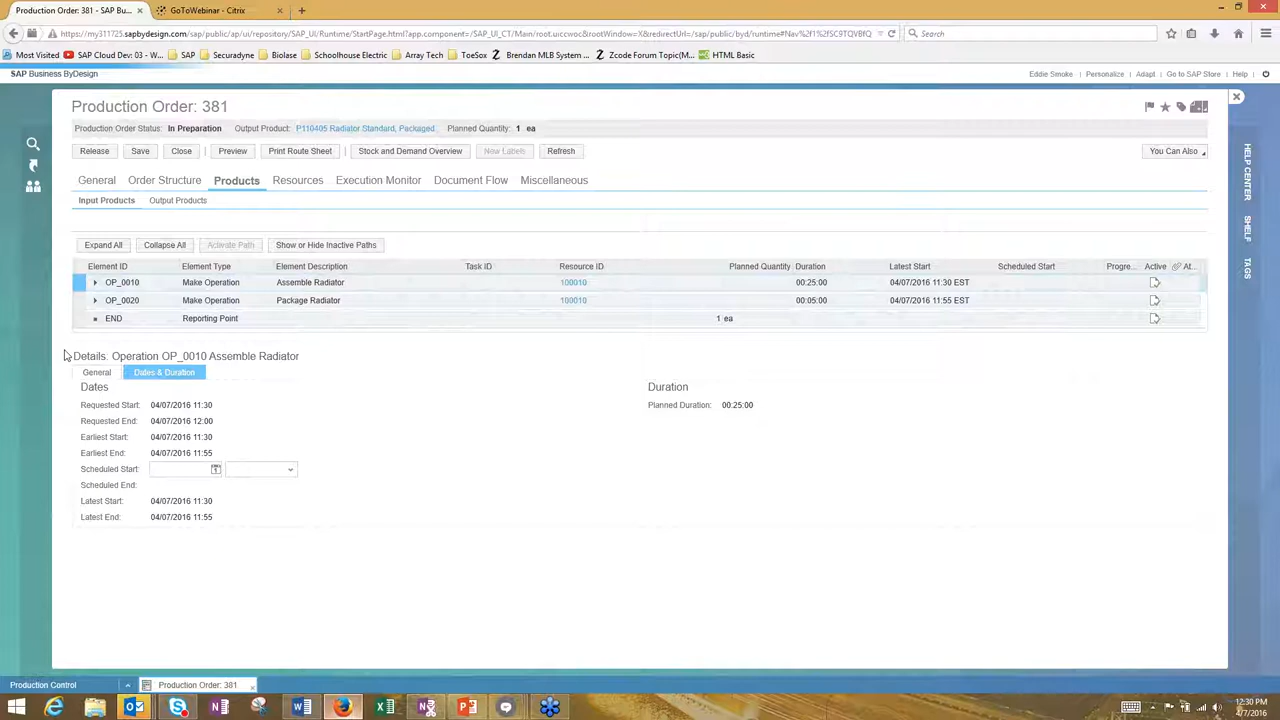 Production Order: 381 - SAP Bus...
GoToWebinar - Citrix
https://my311725.sapbydesign.com/sap/public/ap/ui/repository/SAP_UI/Runtime/StartPage.html?app.component=/SAP_UI_CT/Main/root.uiccwoc&rootWindow=X&redirectUrl=/sap/public/byd/runtime#Nav%2f1%2fSC9TQVBfQ
Search
Most Visited SAP Cloud Dev: 03 - W... SAP Securadyne Biolase Schoolhouse Electric Array Tech ToeSox Brendan MLB System ... Zcode Forum Topic(M... HTML Basic
SAP Business ByDesign
Eddie Smoke Personalize Adapt Go to SAP Store Help
Production Order: 381
Production Order Status: In Preparation Output Product: P110405 Radiator Standard, Packaged Planned Quantity: 1 ea
Release Save Close Preview Print Route Sheet Stock and Demand Overview New Labels Refresh You Can Also
General Order Structure Products Resources Execution Monitor Document Flow Miscellaneous
Input Products Output Products
Expand All Collapse All Activate Path Show or Hide Inactive Paths
Element ID Element Type Element Description Task ID Resource ID Planned Quantity Duration Latest Start Scheduled Start Progre... Active At...
OP_0010 Make Operation Assemble Radiator 100010 00:25:00 04/07/2016 11:30 EST
OP_0020 Make Operation Package Radiator 100010 00:05:00 04/07/2016 11:55 EST
END Reporting Point 1 ea
Details: Operation OP_0010 Assemble Radiator
General Dates & Duration
Dates Duration
Requested Start: 04/07/2016 11:30 Planned Duration: 00:25:00
Requested End: 04/07/2016 12:00
Earliest Start: 04/07/2016 11:30
Earliest End: 04/07/2016 11:55
Scheduled Start:
Scheduled End:
Latest Start: 04/07/2016 11:30
Latest End: 04/07/2016 11:55
HELP CENTER
SHELF
TAGS
Production Control Production Order: 381
12:30 PM
4/7/2016